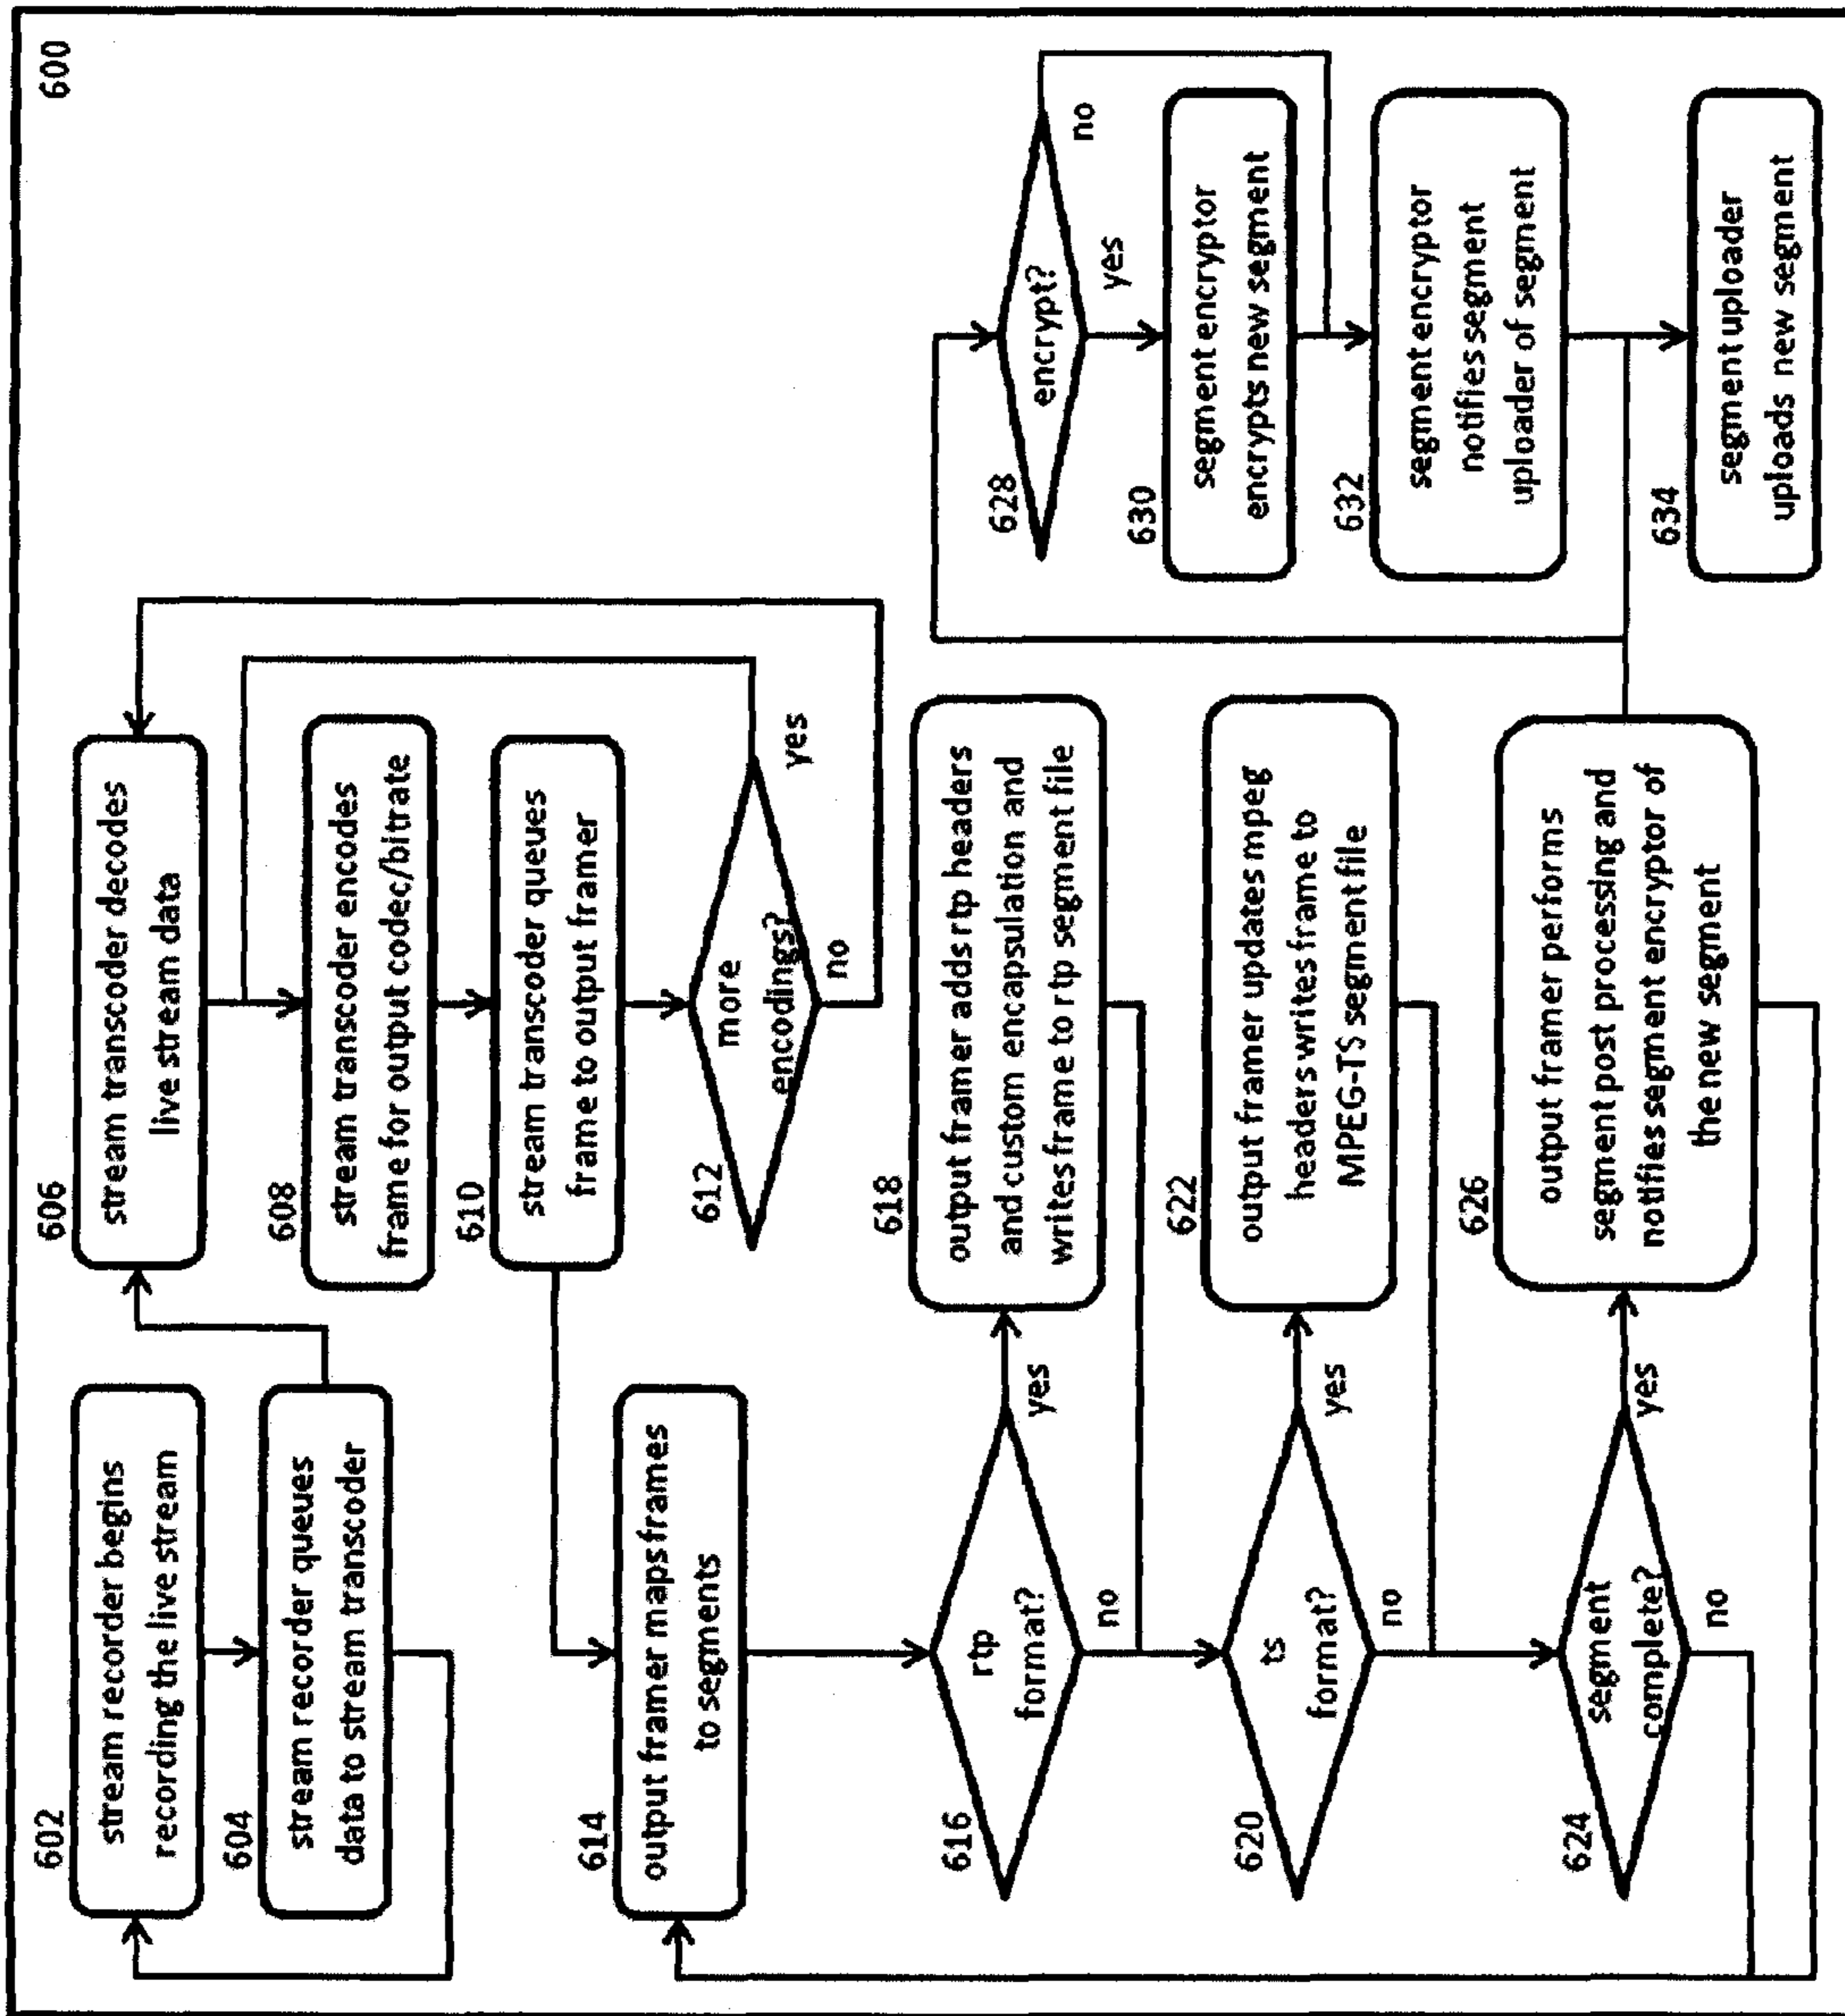 600
602
stream recorder begins
recording the live stream
604
stream recorder queues
data to stream transcoder
606
stream transcoder decodes
live stream data
608
stream transcoder encodes
frame for output codec/bitrate
610
stream transcoder queues
frame to output framer
612
more
encodings?
yes
no
614
output framer maps frames
to segments
616
rtp
format?
yes
no
618
output framer adds rtp headers
and custom encapsulation and
writes frame to rtp segment file
620
ts
format?
yes
no
622
output framer updates mpeg
headers writes frame to
MPEG-TS segment file
624
segment
complete?
yes
no
626
output framer performs
segment post processing and
notifies segment encryptor of
the new segment
628
encrypt?
no
yes
630
segment encryptor
encrypts new segment
632
segment encryptor
notifies segment
uploader of segment
634
segment uploader
uploads new segment